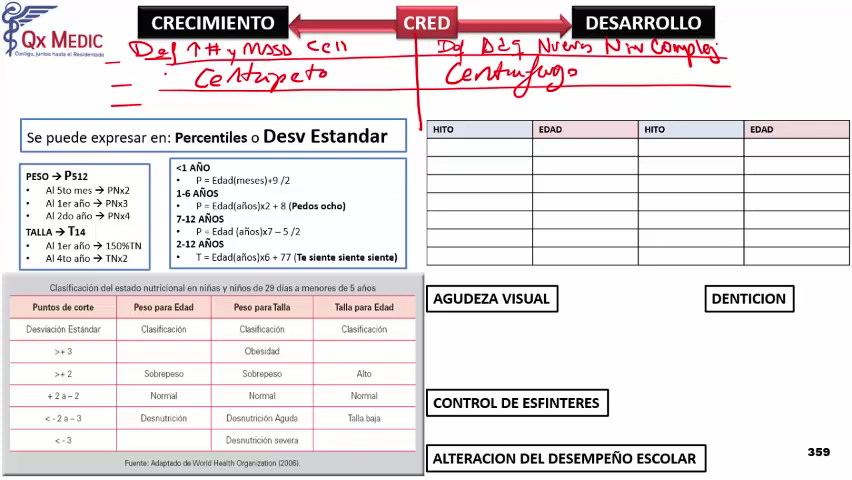 CRECIMIENTO
CRED
DESARROLLO
Qx MEDIC
Contigo, juntos hasta el Residentado
Def ↑ # y Masa Cell
Def Adq Nuevos Niv Complej
Centrípeto
Centrífugo
Se puede expresar en: Percentiles o Desv Estandar
PESO → P512
• Al 5to mes → PNx2
• Al 1er año → PNx3
• Al 2do año → PNx4
TALLA → T14
• Al 1er año → 150%TN
• Al 4to año → TNx2
<1 AÑO
• P = Edad(meses)+9 /2
1-6 AÑOS
• P = Edad(años)x2 + 8 (Pedos ocho)
7-12 AÑOS
• P = Edad (años)x7 – 5 /2
2-12 AÑOS
• T = Edad(años)x6 + 77 (Te siente siente siente)
HITO EDAD HITO EDAD
Clasificación del estado nutricional en niñas y niños de 29 días a menores de 5 años
Puntos de corte Peso para Edad Peso para Talla Talla para Edad
Desviación Estándar Clasificación Clasificación Clasificación
>+ 3 Obesidad
>+ 2 Sobrepeso Sobrepeso Alto
+ 2 a – 2 Normal Normal Normal
< - 2 a – 3 Desnutrición Desnutrición Aguda Talla baja
< - 3 Desnutrición severa
Fuente: Adaptado de World Health Organization (2006).
AGUDEZA VISUAL
DENTICION
CONTROL DE ESFINTERES
ALTERACION DEL DESEMPEÑO ESCOLAR
359